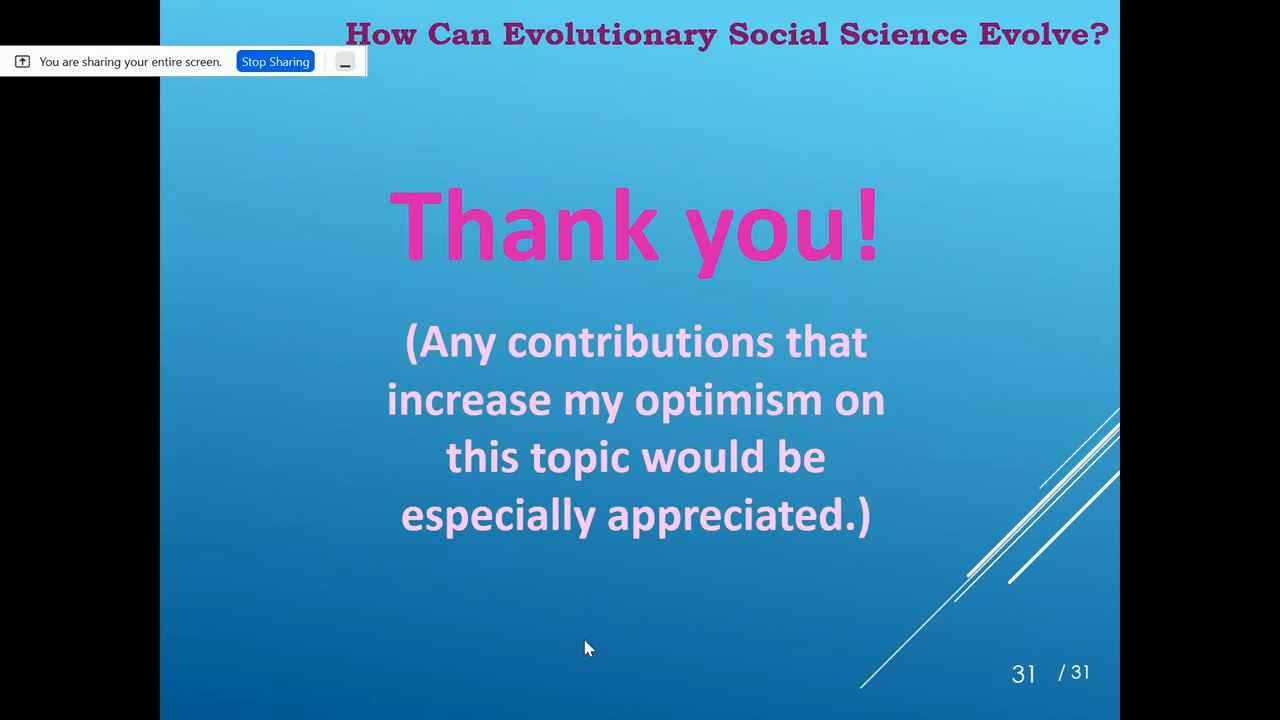 How Can Evolutionary Social Science Evolve?
You are sharing your entire screen.
Stop Sharing
Thank you!
(Any contributions that
increase my optimism on
this topic would be
especially appreciated.)
31 / 31